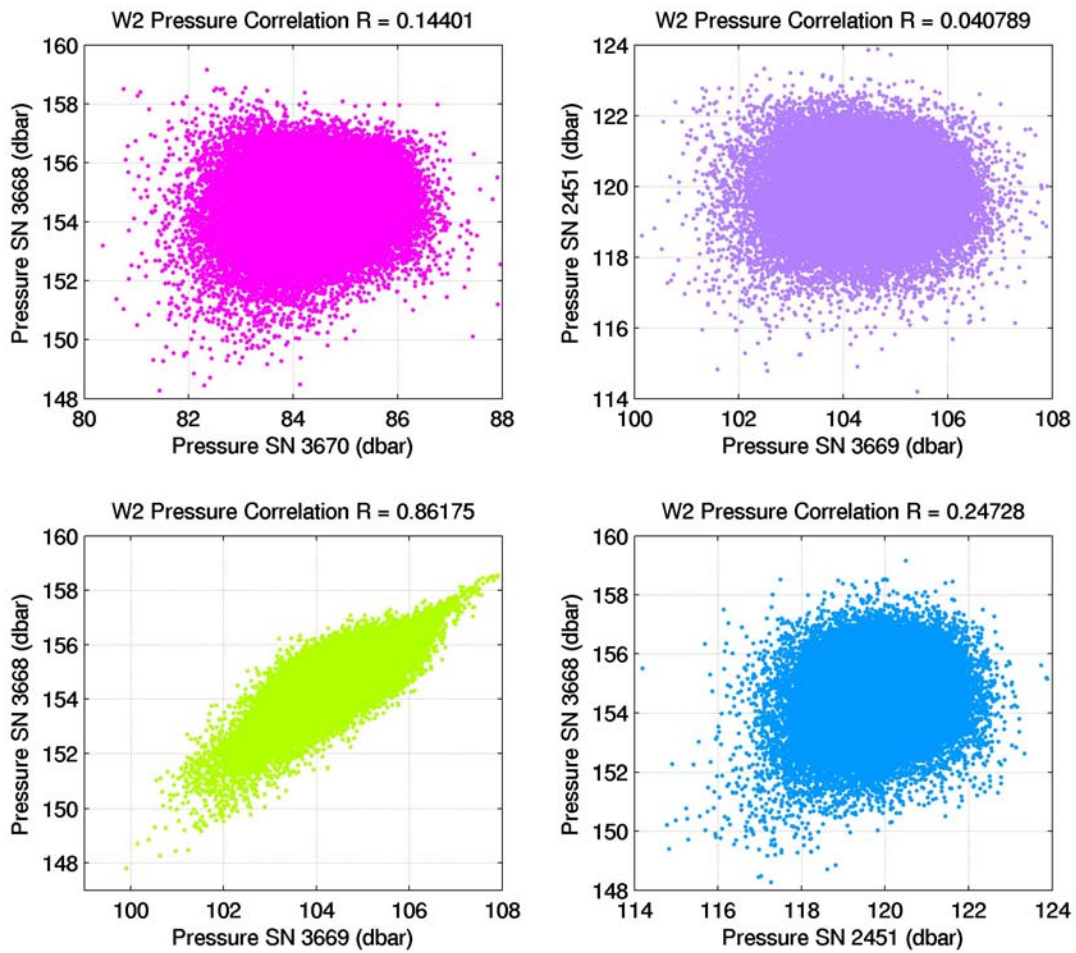 W2 Pressure Correlation R = 0.14401
160
158
156
154
152
150
148
Pressure SN 3668 (dbar)
80 82 84 86 88
Pressure SN 3670 (dbar)
W2 Pressure Correlation R = 0.040789
124
122
120
118
116
114
Pressure SN 2451 (dbar)
100 102 104 106 108
Pressure SN 3669 (dbar)
W2 Pressure Correlation R = 0.86175
160
158
156
154
152
150
148
Pressure SN 3668 (dbar)
100 102 104 106 108
Pressure SN 3669 (dbar)
W2 Pressure Correlation R = 0.24728
160
158
156
154
152
150
148
Pressure SN 3668 (dbar)
114 116 118 120 122 124
Pressure SN 2451 (dbar)